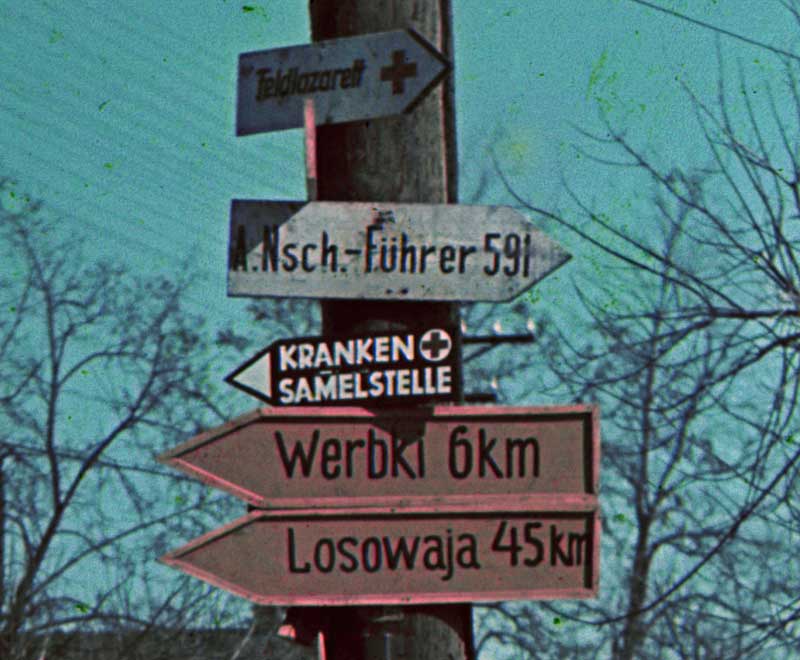 Feldlazarett
A.Nsch.-Führer 591
KRANKEN
SAMELSTELLE
Werbki 6km
Losowaja 45km